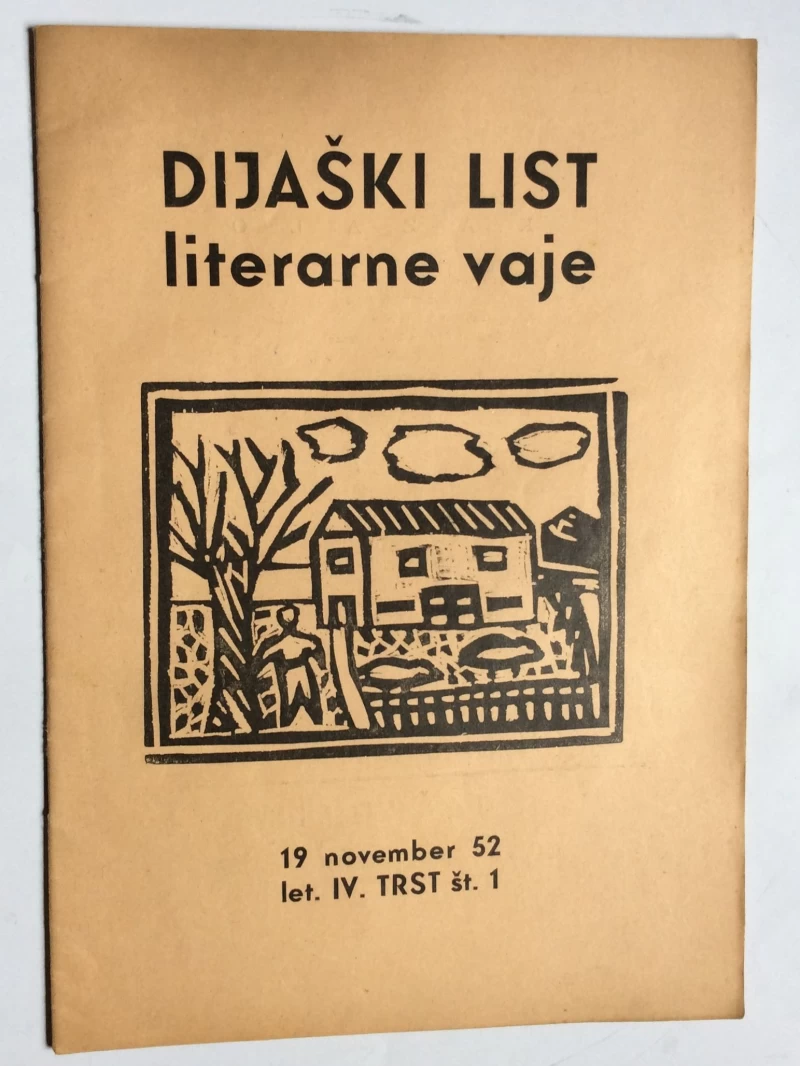 DIJAŠKI LIST
literarne vaje
19 november 52
let. IV. TRST št. 1